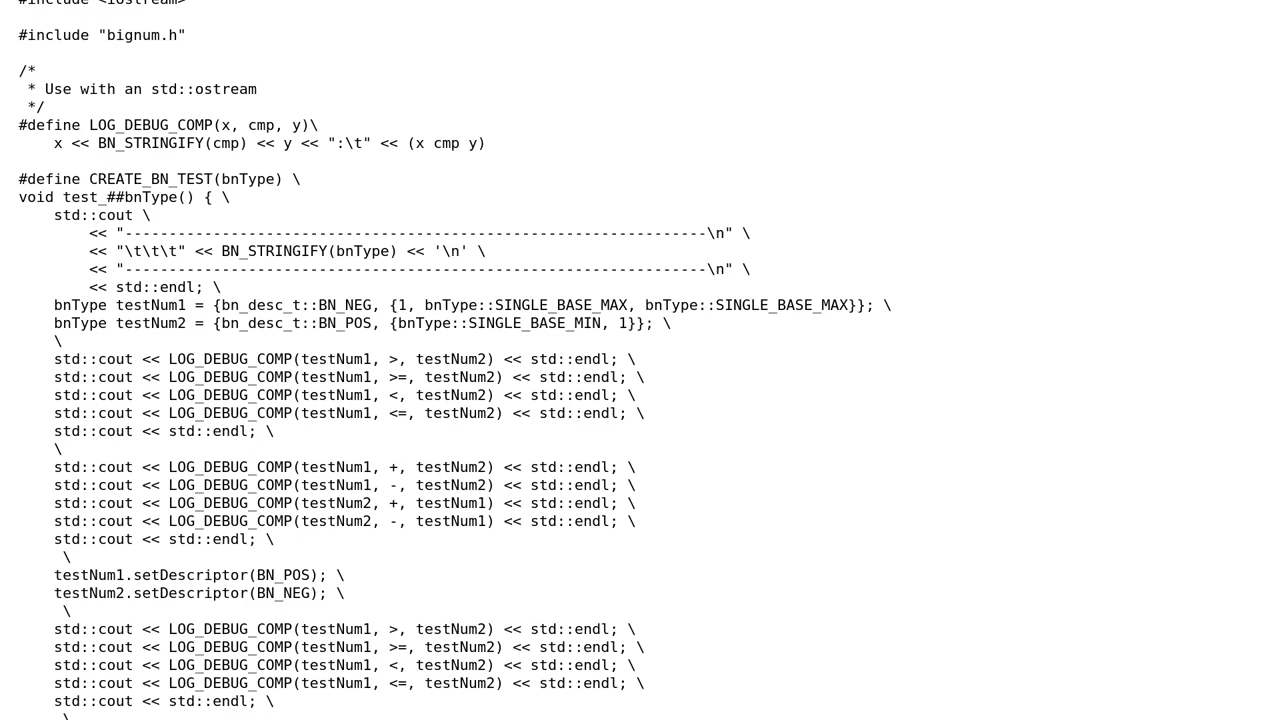 #include <iostream>
#include "bignum.h"
/*
 * Use with an std::ostream
 */
#define LOG_DEBUG_COMP(x, cmp, y)\
    x << BN_STRINGIFY(cmp) << y << ":\t" << (x cmp y)
#define CREATE_BN_TEST(bnType) \
void test_##bnType() { \
    std::cout \
        << "------------------------------------------------------------------\n" \
        << "\t\t\t" << BN_STRINGIFY(bnType) << '\n' \
        << "------------------------------------------------------------------\n" \
        << std::endl; \
    bnType testNum1 = {bn_desc_t::BN_NEG, {1, bnType::SINGLE_BASE_MAX, bnType::SINGLE_BASE_MAX}}; \
    bnType testNum2 = {bn_desc_t::BN_POS, {bnType::SINGLE_BASE_MIN, 1}}; \
    \
    std::cout << LOG_DEBUG_COMP(testNum1, >, testNum2) << std::endl; \
    std::cout << LOG_DEBUG_COMP(testNum1, >=, testNum2) << std::endl; \
    std::cout << LOG_DEBUG_COMP(testNum1, <, testNum2) << std::endl; \
    std::cout << LOG_DEBUG_COMP(testNum1, <=, testNum2) << std::endl; \
    std::cout << std::endl; \
    \
    std::cout << LOG_DEBUG_COMP(testNum1, +, testNum2) << std::endl; \
    std::cout << LOG_DEBUG_COMP(testNum1, -, testNum2) << std::endl; \
    std::cout << LOG_DEBUG_COMP(testNum2, +, testNum1) << std::endl; \
    std::cout << LOG_DEBUG_COMP(testNum2, -, testNum1) << std::endl; \
    std::cout << std::endl; \
     \
    testNum1.setDescriptor(BN_POS); \
    testNum2.setDescriptor(BN_NEG); \
     \
    std::cout << LOG_DEBUG_COMP(testNum1, >, testNum2) << std::endl; \
    std::cout << LOG_DEBUG_COMP(testNum1, >=, testNum2) << std::endl; \
    std::cout << LOG_DEBUG_COMP(testNum1, <, testNum2) << std::endl; \
    std::cout << LOG_DEBUG_COMP(testNum1, <=, testNum2) << std::endl; \
    std::cout << std::endl; \
     \